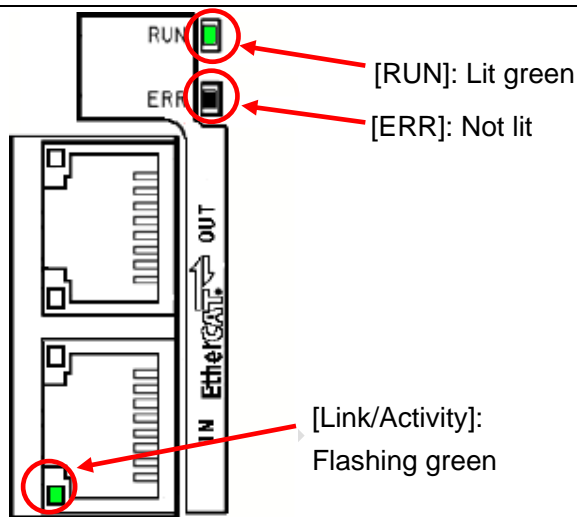 RUN
[RUN]: Lit green
ERR
[ERR]: Not lit
OUT
EtherCAT.
IN
[Link/Activity]:
Flashing green